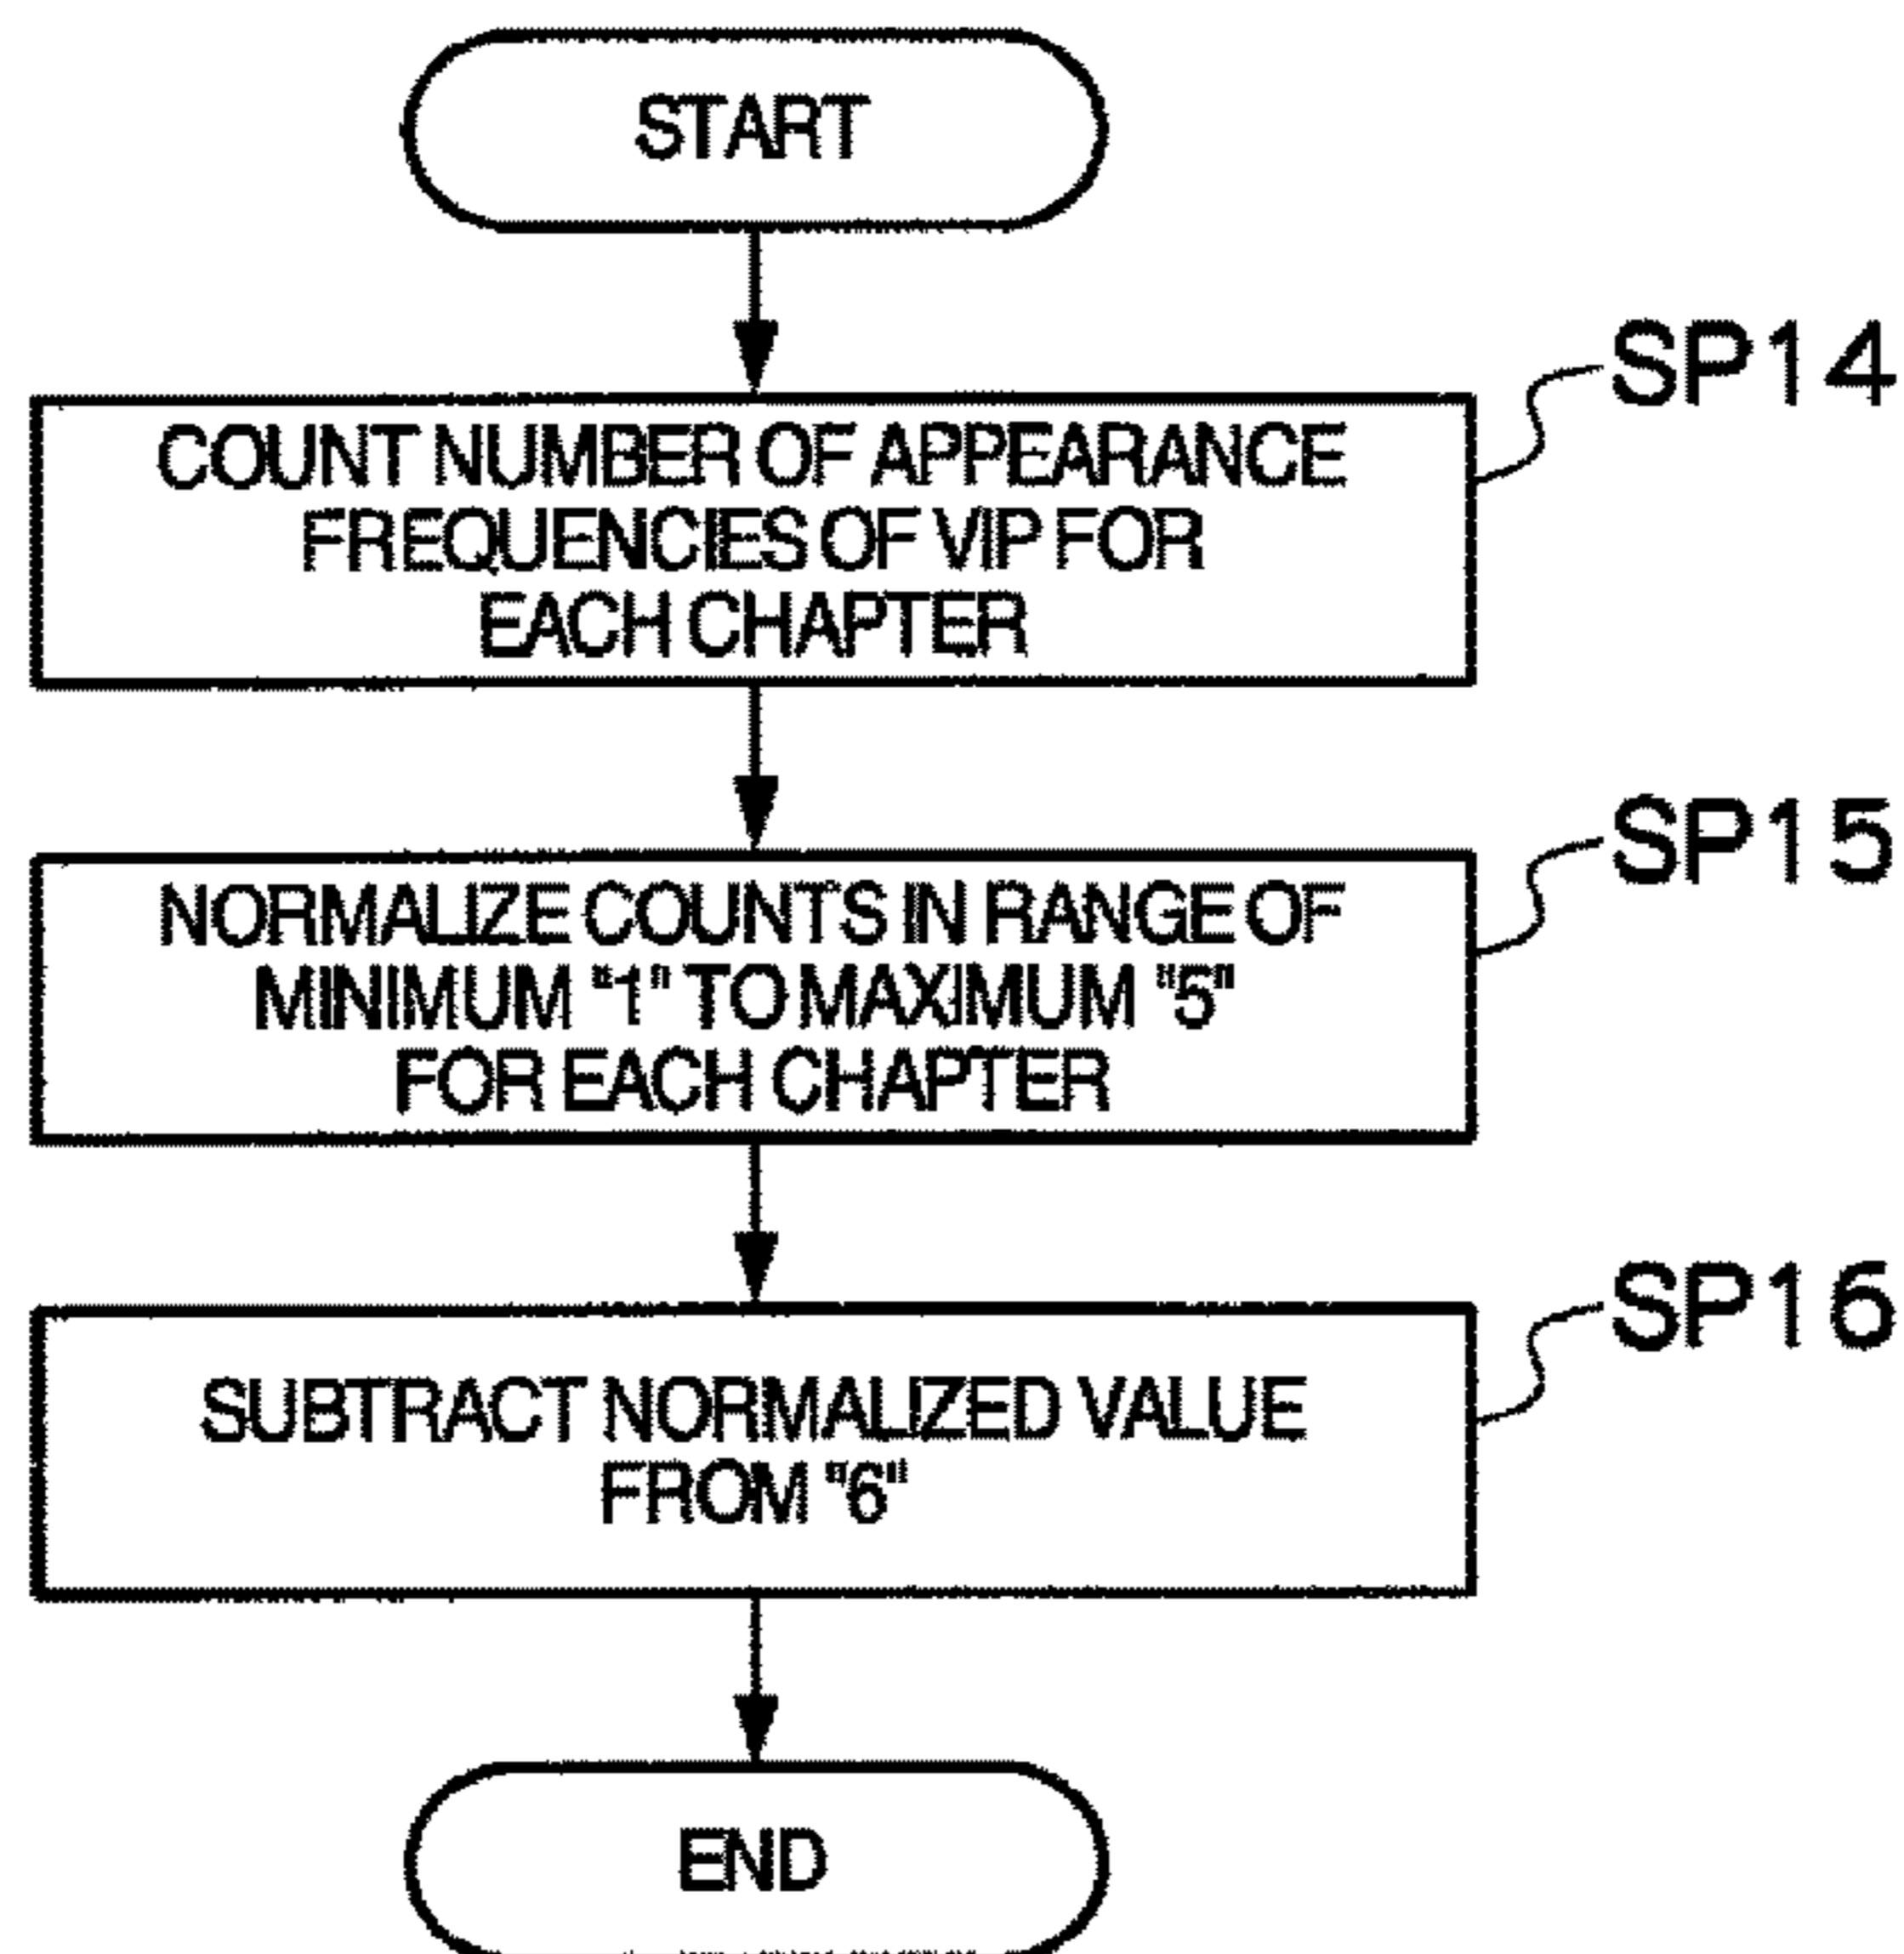 START
SP14
COUNT NUMBER OF APPEARANCE
FREQUENCIES OF VIP FOR
EACH CHAPTER
SP15
NORMALIZE COUNTS IN RANGE OF
MINIMUM "1" TO MAXIMUM "5"
FOR EACH CHAPTER
SP16
SUBTRACT NORMALIZED VALUE
FROM "6"
END